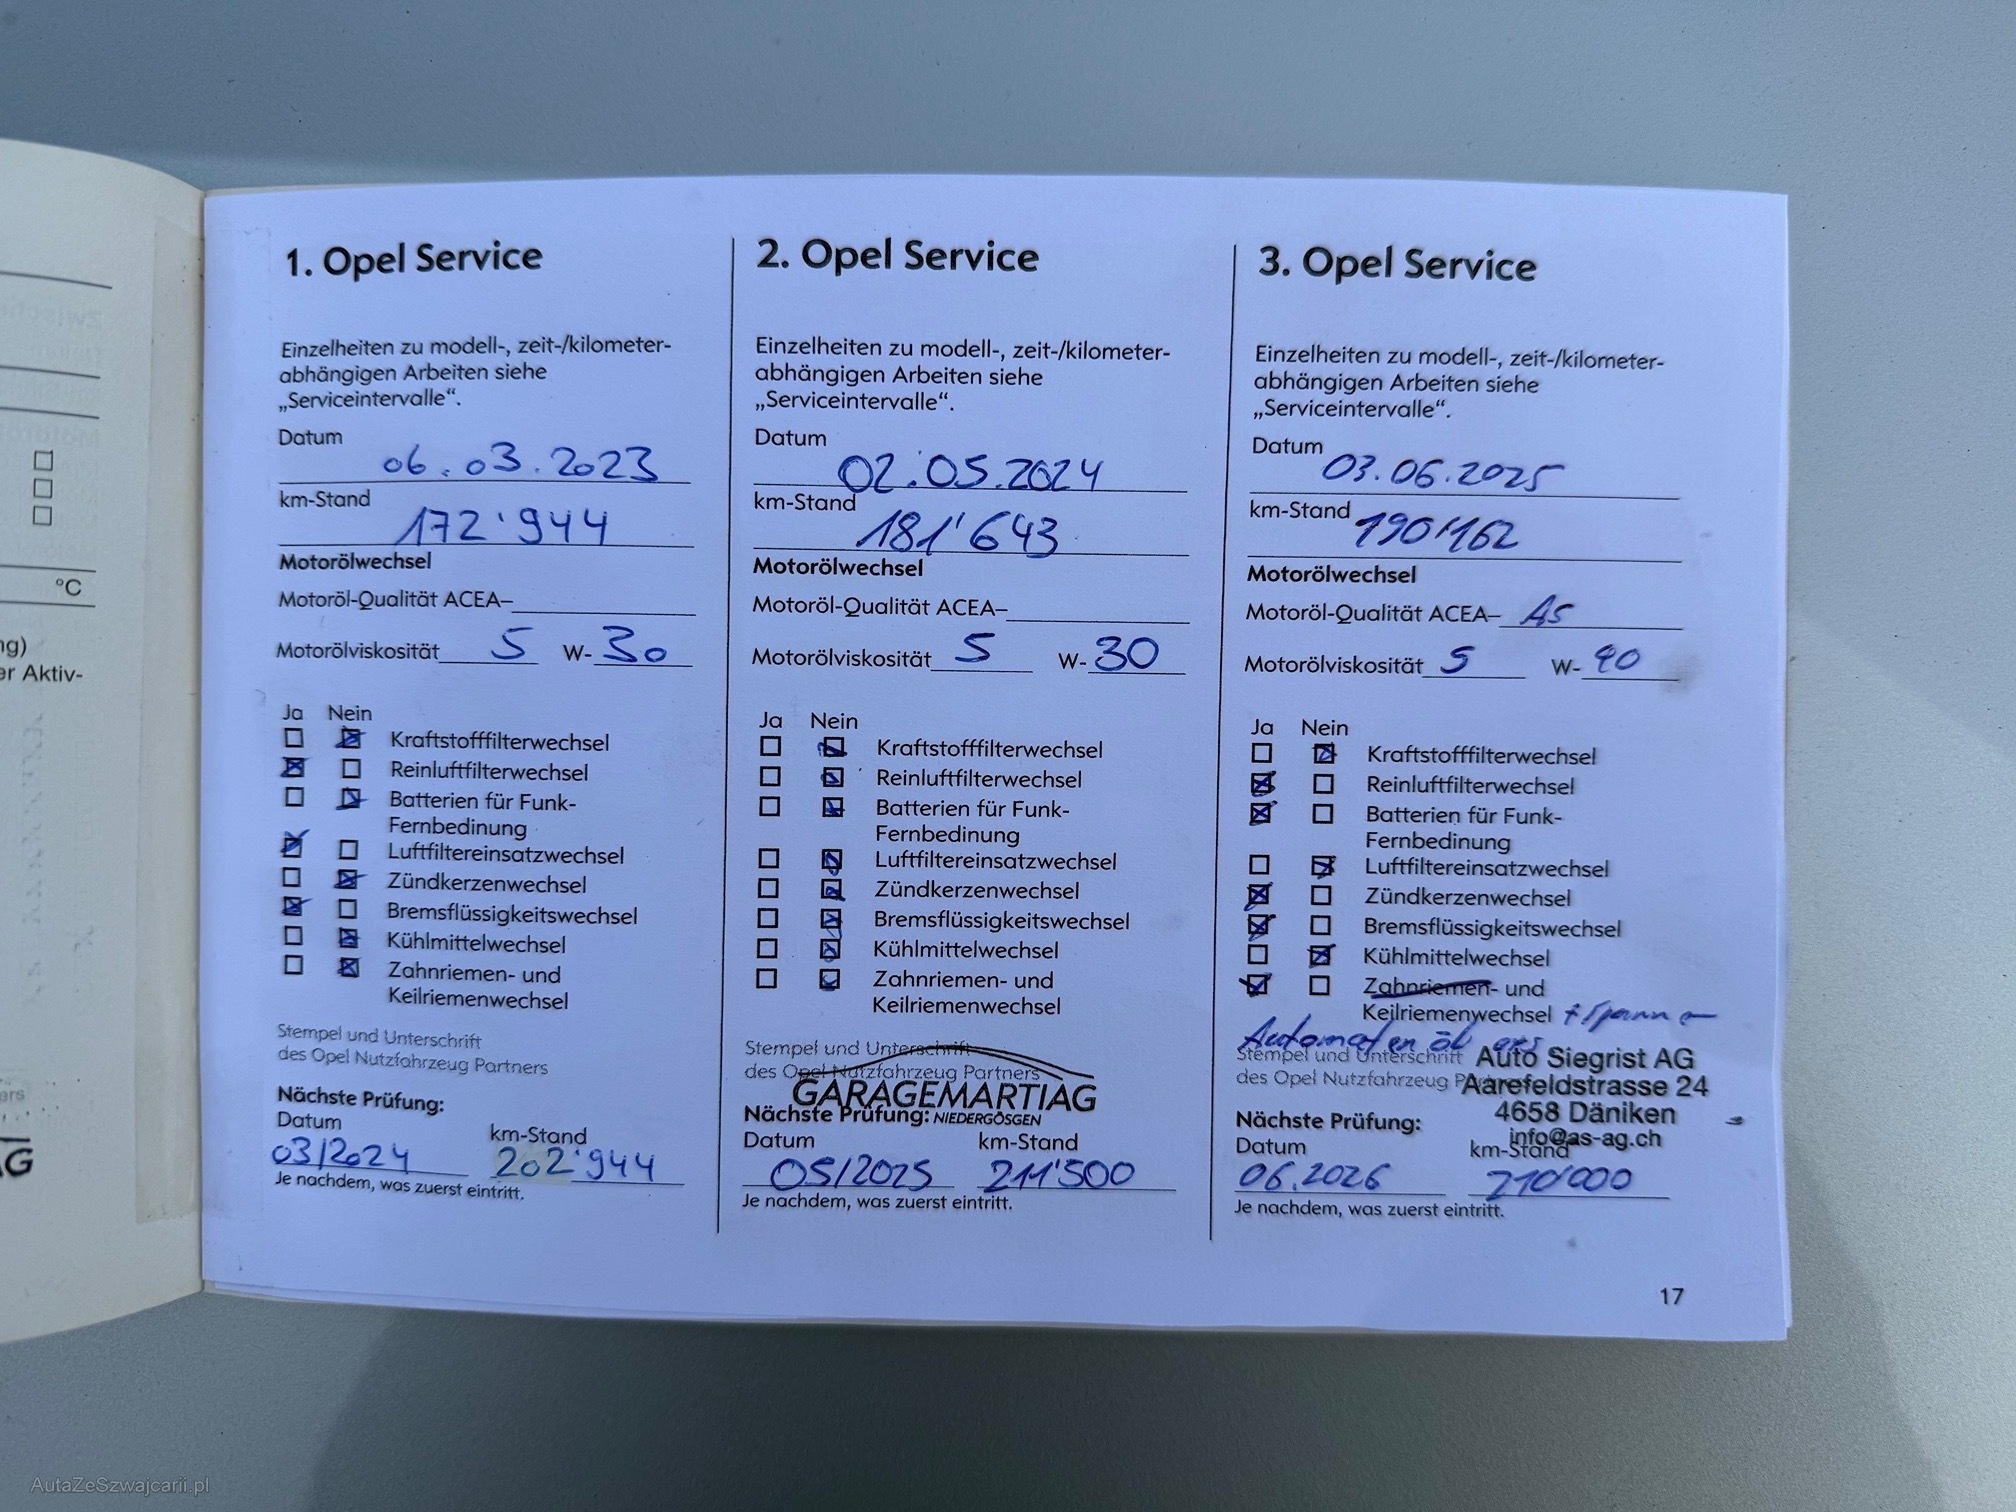 ng)
er Aktiv-
°C
1. Opel Service
Einzelheiten zu modell-, zeit-/kilometer-
abhängigen Arbeiten siehe
„Serviceintervalle“.
Datum 06.03.2023
km-Stand 172'944
Motorölwechsel
Motoröl-Qualität ACEA–
Motorölviskosität 5 W- 30
Ja Nein
Kraftstofffilterwechsel
Reinluftfilterwechsel
Batterien für Funk-
Fernbedinung
Luftfiltereinsatzwechsel
Zündkerzenwechsel
Bremsflüssigkeitswechsel
Kühlmittelwechsel
Zahnriemen- und
Keilriemenwechsel
Stempel und Unterschrift
des Opel Nutzfahrzeug Partners
Nächste Prüfung:
Datum km-Stand
03/2024 202'944
Je nachdem, was zuerst eintritt.
2. Opel Service
Einzelheiten zu modell-, zeit-/kilometer-
abhängigen Arbeiten siehe
„Serviceintervalle“.
Datum 02.05.2024
km-Stand 181'643
Motorölwechsel
Motoröl-Qualität ACEA–
Motorölviskosität 5 W- 30
Ja Nein
Kraftstofffilterwechsel
Reinluftfilterwechsel
Batterien für Funk-
Fernbedinung
Luftfiltereinsatzwechsel
Zündkerzenwechsel
Bremsflüssigkeitswechsel
Kühlmittelwechsel
Zahnriemen- und
Keilriemenwechsel
Stempel und Unterschrift
des Opel Nutzfahrzeug Partners
GARAGEMARTIAG
Nächste Prüfung: NIEDERGÖSGEN
Datum km-Stand
05/2025 211'500
Je nachdem, was zuerst eintritt.
3. Opel Service
Einzelheiten zu modell-, zeit-/kilometer-
abhängigen Arbeiten siehe
„Serviceintervalle“.
Datum 03.06.2025
km-Stand 190'162
Motorölwechsel
Motoröl-Qualität ACEA– A5
Motorölviskosität 5 W- 40
Ja Nein
Kraftstofffilterwechsel
Reinluftfilterwechsel
Batterien für Funk-
Fernbedinung
Luftfiltereinsatzwechsel
Zündkerzenwechsel
Bremsflüssigkeitswechsel
Kühlmittelwechsel
Zahnriemen- und
Keilriemenwechsel
Automatenöl
Stempel und Unterschrift
des Opel Nutzfahrzeug
Auto Siegrist AG
Aarefeldstrasse 24
4658 Däniken
info@as-ag.ch
Nächste Prüfung:
Datum km-Stand
06.2026 210'000
Je nachdem, was zuerst eintritt.
17
AutaZeSzwajcarii.pl